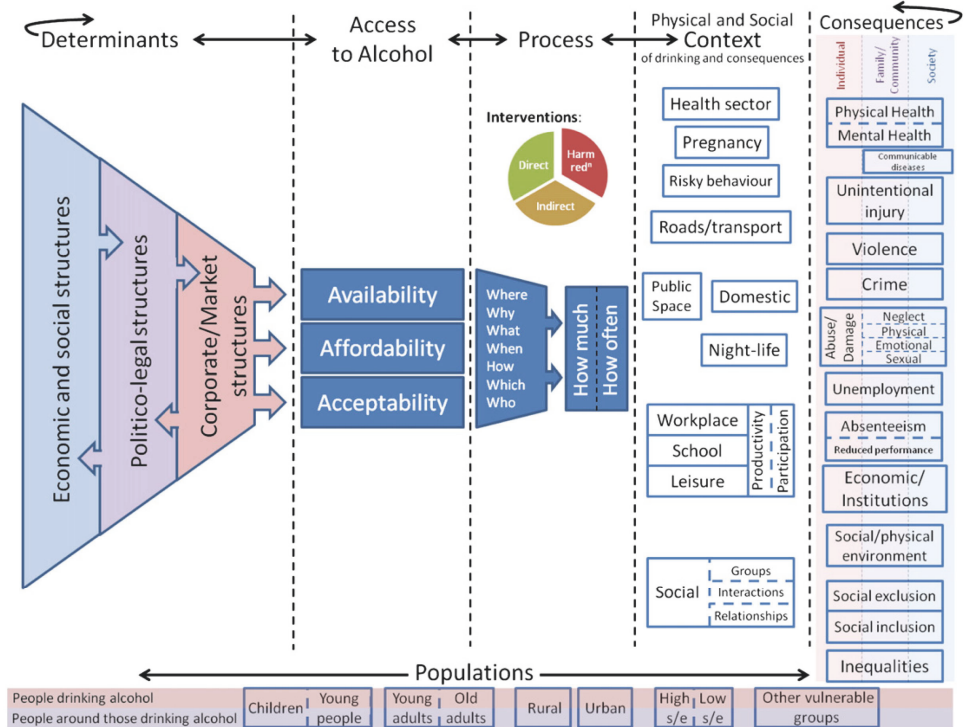 Determinants
Access
to Alcohol
Process
Physical and Social
Context
of drinking and consequences
Consequences
Individual
Family/
Community
Society
Economic and social structures
Politico-legal structures
Corporate/Market
structures
Availability
Affordability
Acceptability
Interventions:
Direct
Harm
redⁿ
Indirect
Where
Why
What
When
How
Which
Who
How much
How often
Health sector
Pregnancy
Risky behaviour
Roads/transport
Public
Space
Domestic
Night-life
Workplace
School
Leisure
Productivity
Participation
Social
Groups
Interactions
Relationships
Physical Health
Mental Health
Communicable
diseases
Unintentional
injury
Violence
Crime
Abuse/
Damage
Neglect
Physical
Emotional
Sexual
Unemployment
Absenteeism
Reduced performance
Economic/
Institutions
Social/physical
environment
Social exclusion
Social inclusion
Inequalities
Populations
People drinking alcohol
People around those drinking alcohol
Children
Young
people
Young
adults
Old
adults
Rural
Urban
High
s/e
Low
s/e
Other vulnerable
groups